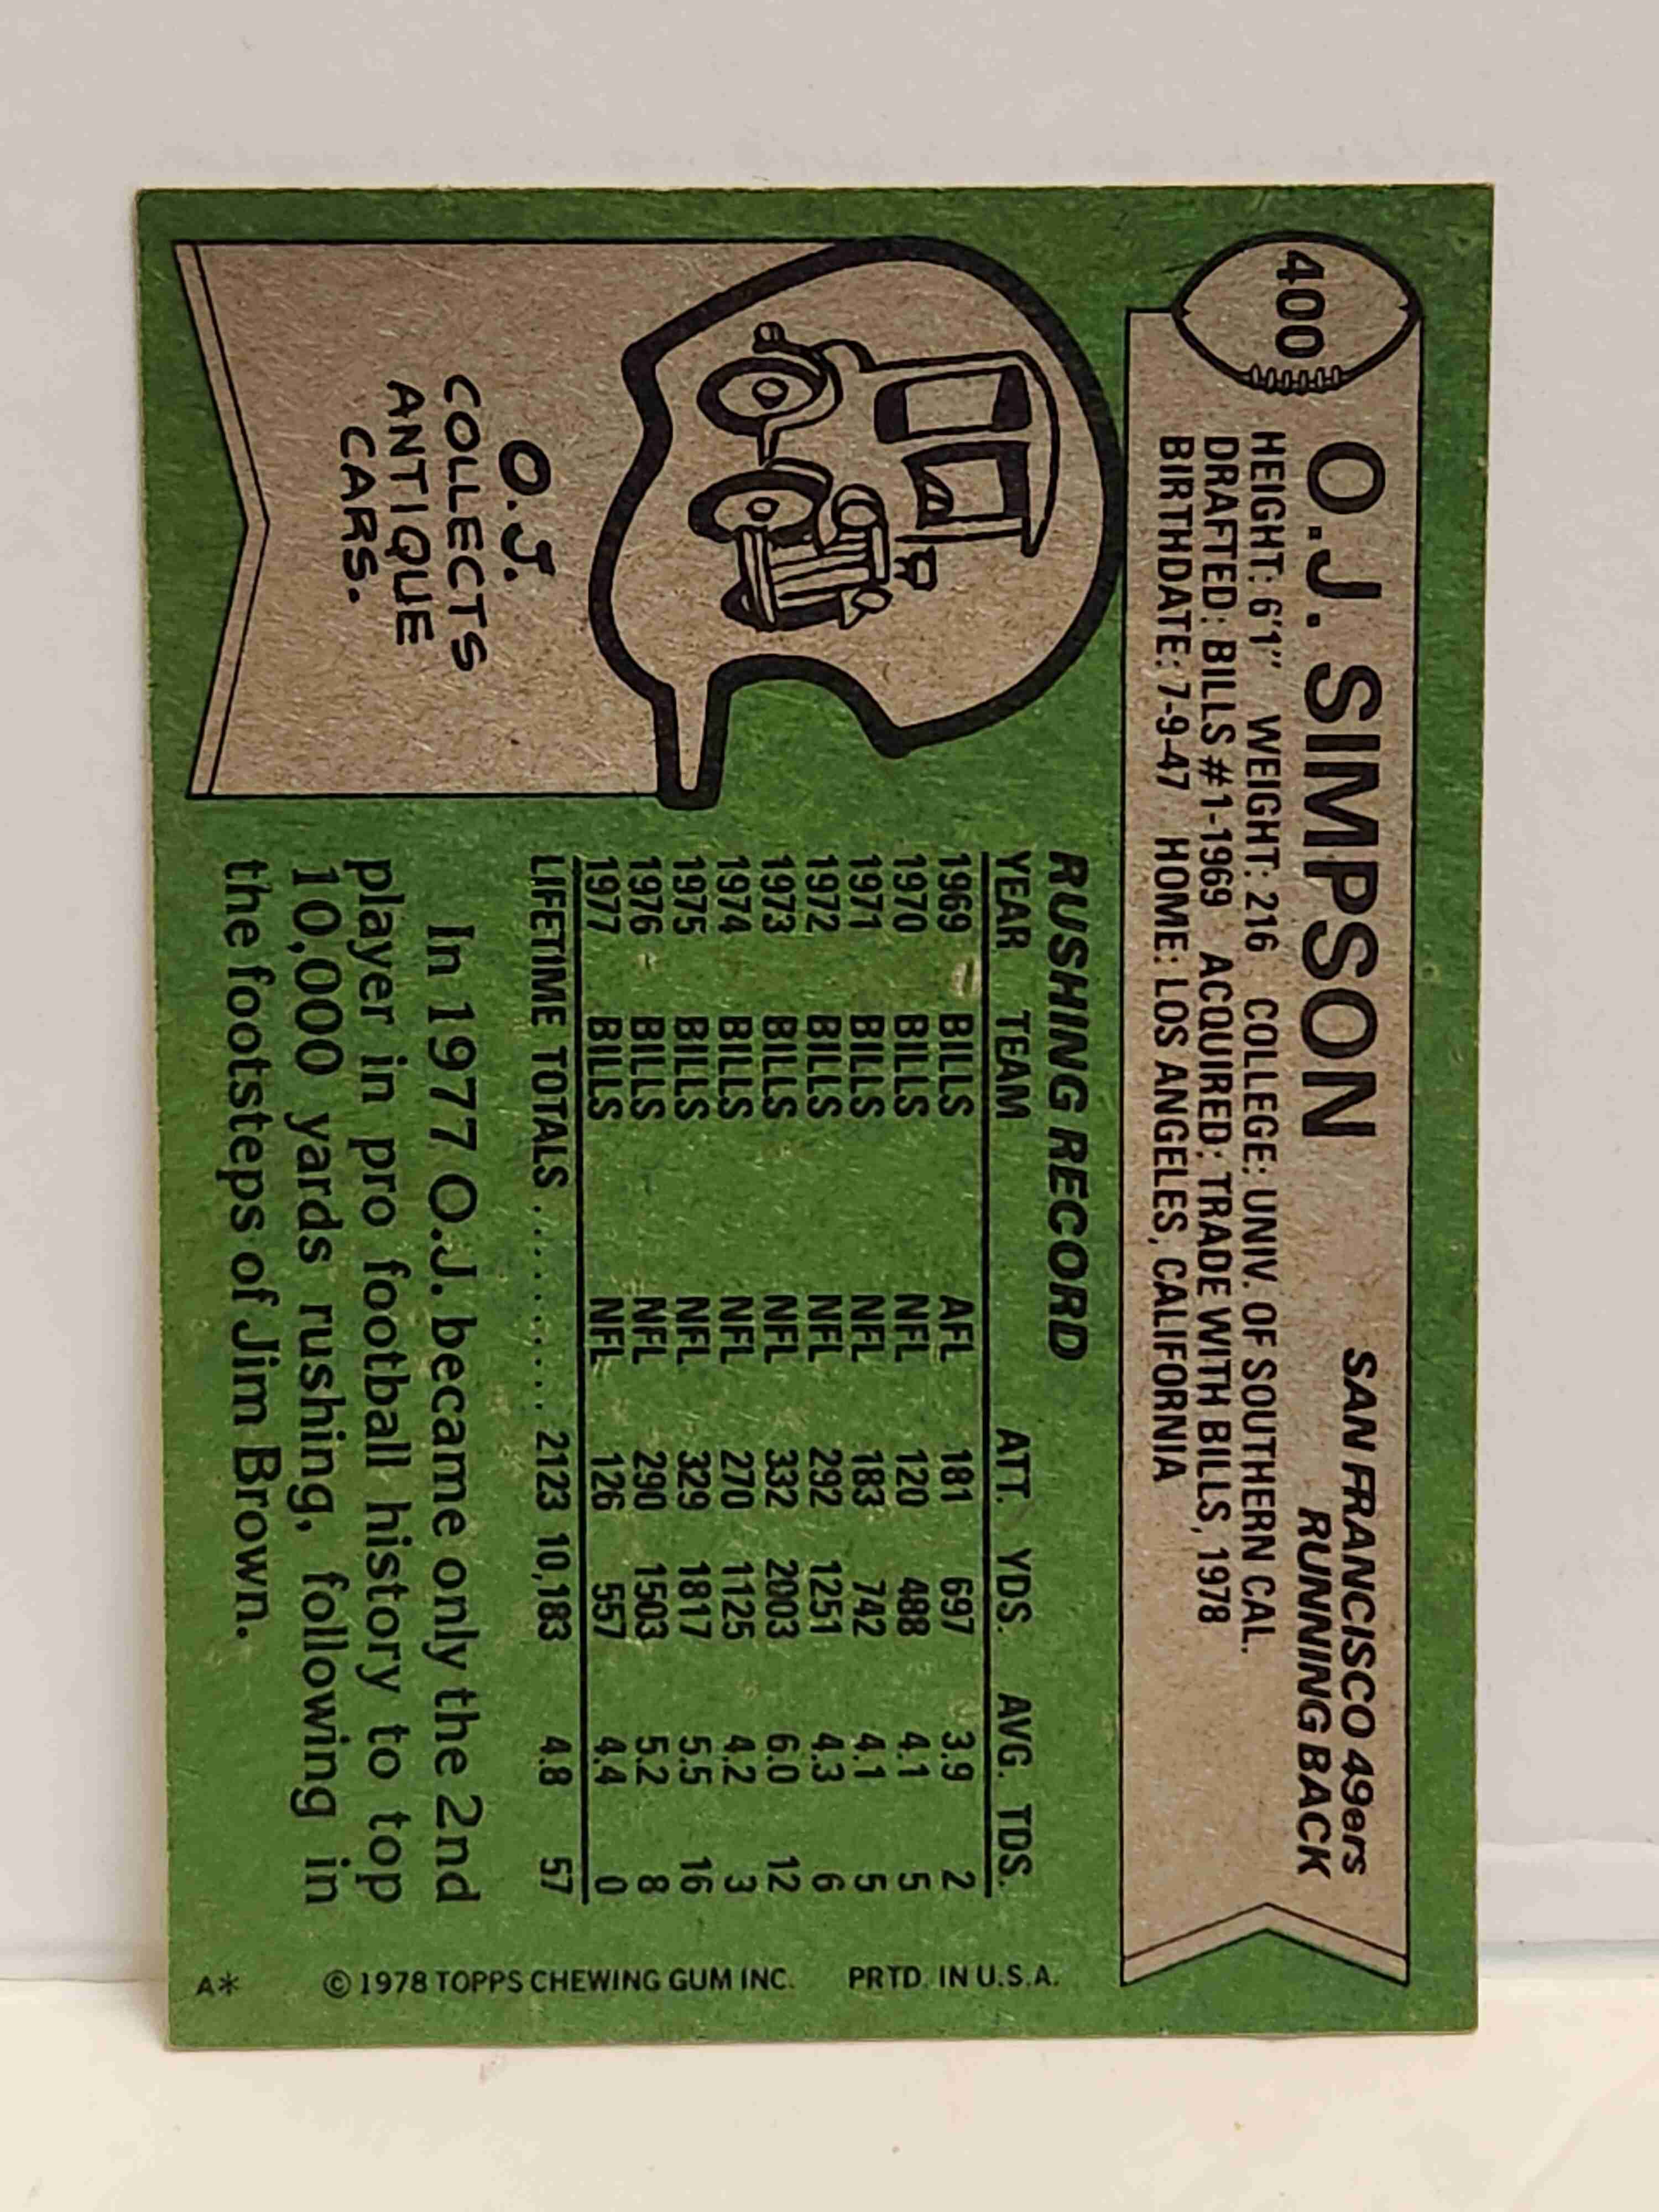 400
O.J. SIMPSON
SAN FRANCISCO 49ers
RUNNING BACK
HEIGHT: 6'1" WEIGHT: 216 COLLEGE: UNIV. OF SOUTHERN CAL.
DRAFTED: BILLS #1-1969 ACQUIRED: TRADE WITH BILLS, 1978
BIRTHDATE: 7-9-47 HOME: LOS ANGELES, CALIFORNIA
O.J.
COLLECTS
ANTIQUE
CARS.
RUSHING RECORD
YEAR TEAM ATT. YDS. AVG. TDS.
1969 BILLS AFL 181 697 3.9 2
1970 BILLS NFL 120 488 4.1 5
1971 BILLS NFL 183 742 4.1 5
1972 BILLS NFL 292 1251 4.3 6
1973 BILLS NFL 332 2003 6.0 12
1974 BILLS NFL 270 1125 4.2 3
1975 BILLS NFL 329 1817 5.5 16
1976 BILLS NFL 290 1503 5.2 8
1977 BILLS NFL 126 557 4.4 0
LIFETIME TOTALS .......... 2123 10,183 4.8 57
In 1977 O.J. became only the 2nd
player in pro football history to top
10,000 yards rushing, following in
the footsteps of Jim Brown.
A* © 1978 TOPPS CHEWING GUM INC. PRTD. IN U.S.A.